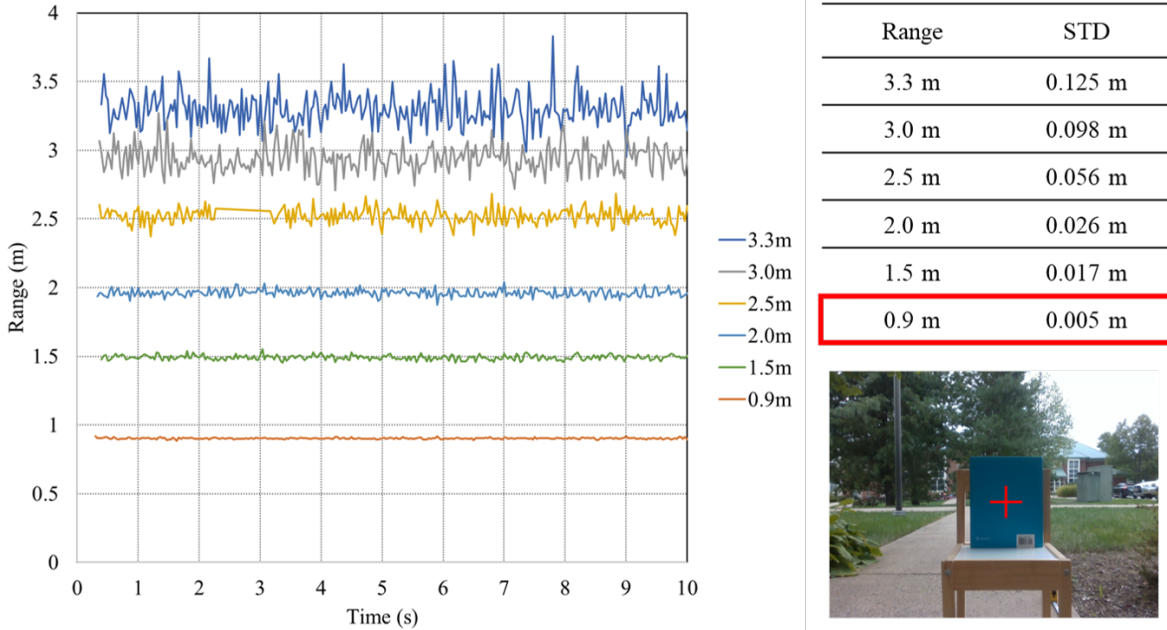 4
3.5
3
2.5
2
1.5
1
0.5
0
Range (m)
0 1 2 3 4 5 6 7 8 9 10
Time (s)
3.3m
3.0m
2.5m
2.0m
1.5m
0.9m
Range STD
3.3 m 0.125 m
3.0 m 0.098 m
2.5 m 0.056 m
2.0 m 0.026 m
1.5 m 0.017 m
0.9 m 0.005 m